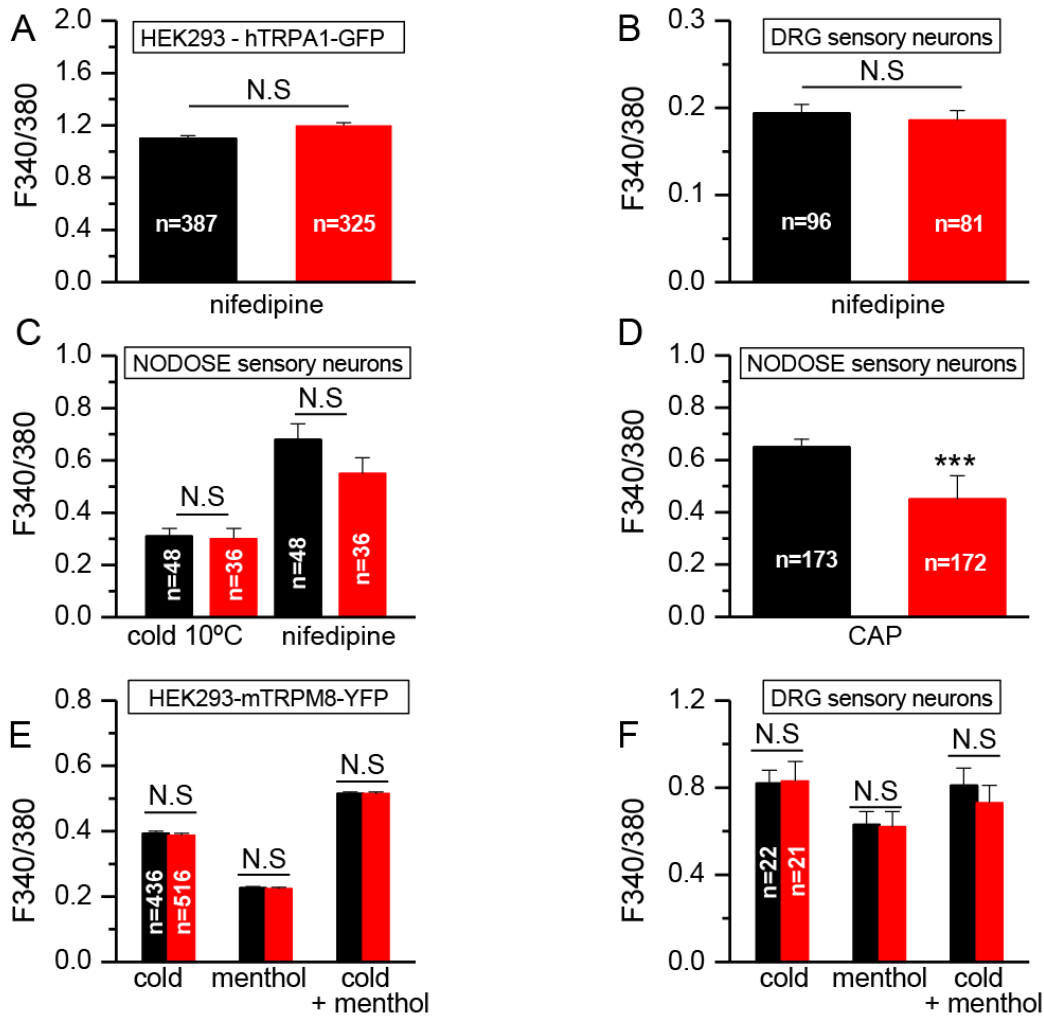 A
HEK293 - hTRPA1-GFP
F340/380
2.0
1.6
1.2
0.8
0.4
0.0
N.S
n=387
n=325
nifedipine
B
DRG sensory neurons
F340/380
0.3
0.2
0.1
0.0
N.S
n=96
n=81
nifedipine
C
NODOSE sensory neurons
F340/380
1.0
0.8
0.6
0.4
0.2
0.0
N.S
N.S
n=48
n=36
n=48
n=36
cold 10ºC
nifedipine
D
NODOSE sensory neurons
F340/380
1.0
0.8
0.6
0.4
0.2
0.0
***
n=173
n=172
CAP
E
HEK293-mTRPM8-YFP
F340/380
0.8
0.6
0.4
0.2
0.0
N.S
N.S
N.S
n=436
n=516
cold
menthol
cold
+ menthol
F
DRG sensory neurons
F340/380
1.2
0.8
0.4
0.0
N.S
N.S
N.S
n=22
n=21
cold
menthol
cold
+ menthol